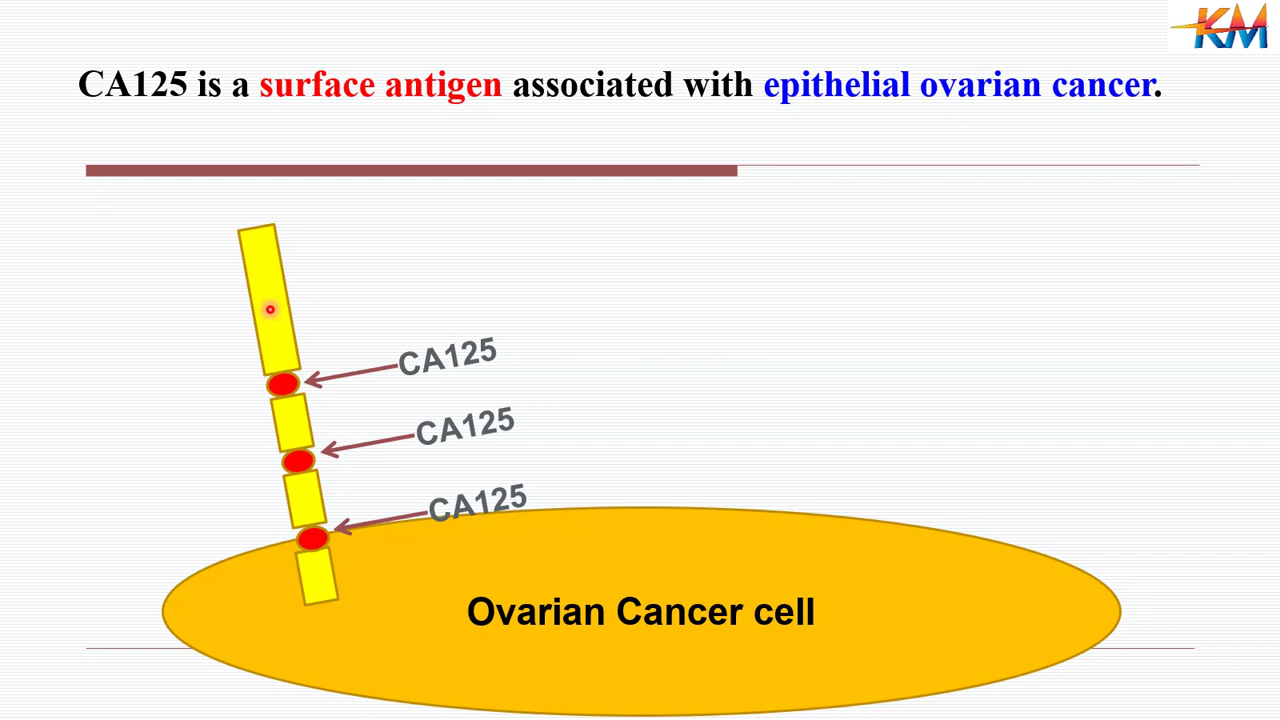 KM
CA125 is a surface antigen associated with epithelial ovarian cancer.
CA125
CA125
CA125
Ovarian Cancer cell